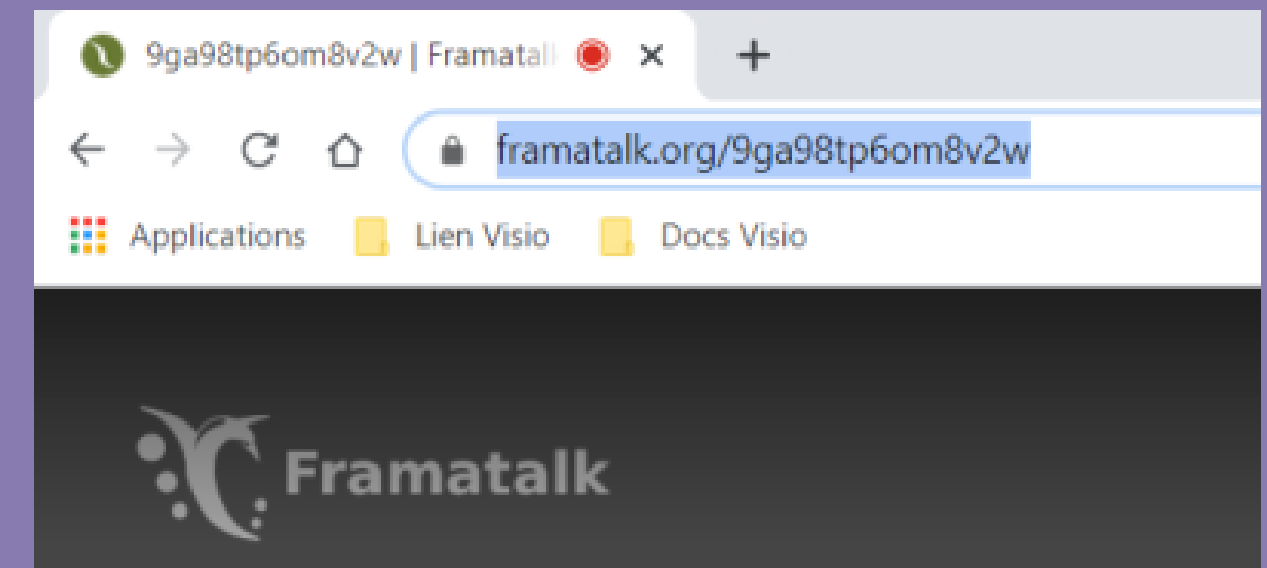 9ga98tp6om8v2w | Framatal
framatalk.org/9ga98tp6om8v2w
Applications Lien Visio Docs Visio
Framatalk